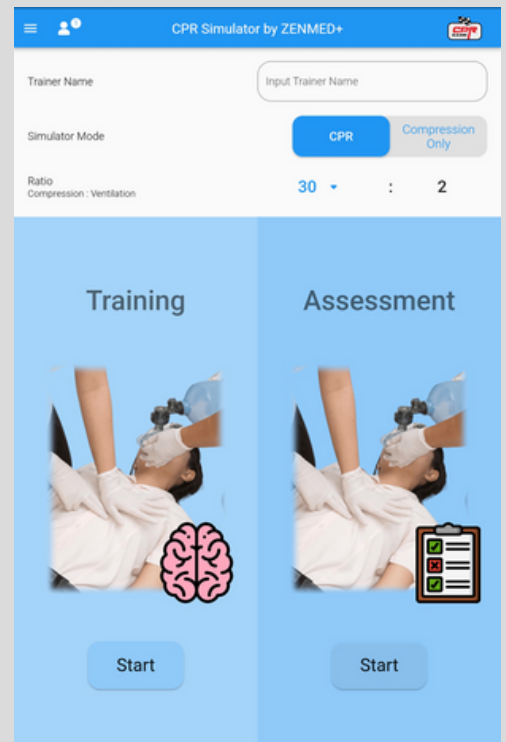 CPR Simulator by ZENMED+
CPR
Trainer Name
Input Trainer Name
Simulator Mode
CPR
Compression
Only
Ratio
Compression : Ventilation
30 : 2
Training
Assessment
Start
Start